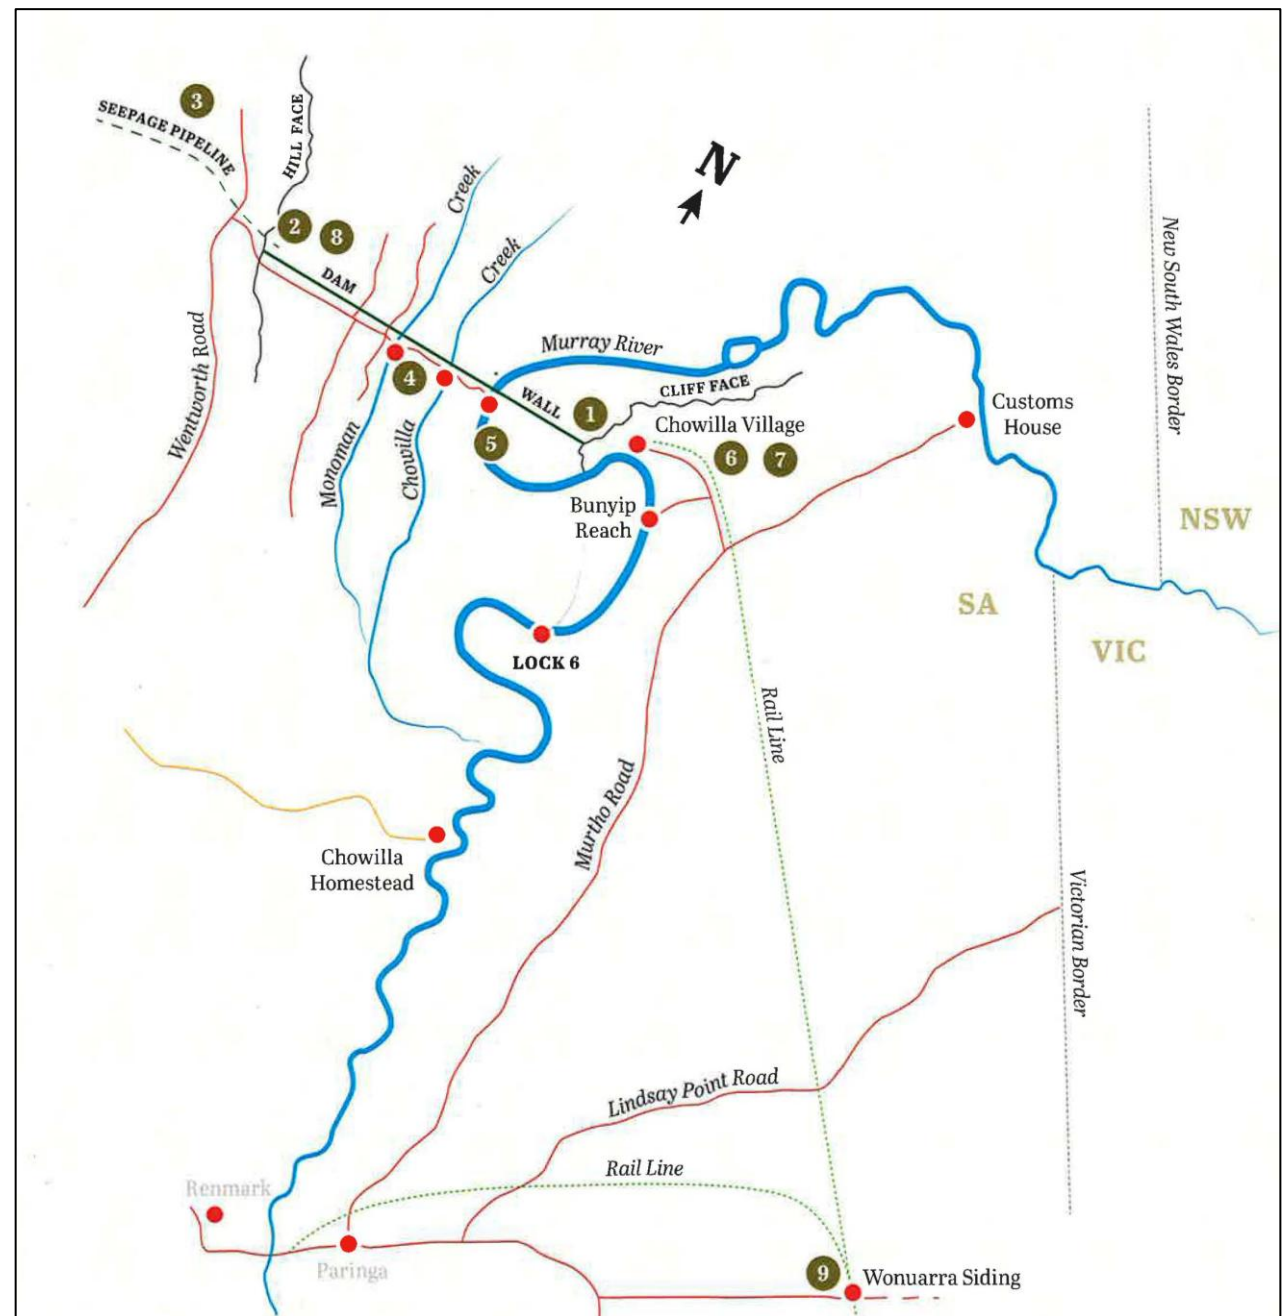 3
SEEPAGE PIPELINE
HILL FACE
N
Creek
2
8
Creek
DAM
New South Wales Border
Wentworth Road
Murray River
CLIFF FACE
4
WALL
1
Customs
House
Chowilla Village
5
6
7
Monoman
Chowilla
Bunyip
Reach
NSW
SA
VIC
LOCK 6
Rail Line
Murtho Road
Chowilla
Homestead
Victorian Border
Lindsay Point Road
Rail Line
Renmark
Paringa
9
Wonuarra Siding